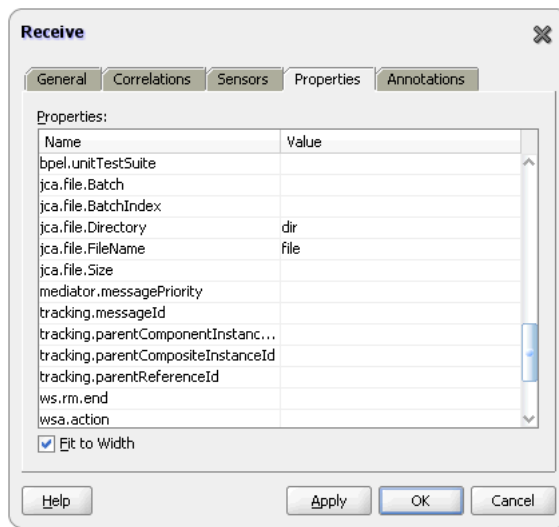 Receive
General Correlations Sensors Properties Annotations
Properties:
Name Value
bpel.unitTestSuite
jca.file.Batch
jca.file.BatchIndex
jca.file.Directory dir
jca.file.FileName file
jca.file.Size
mediator.messagePriority
tracking.messageId
tracking.parentComponentInstanc...
tracking.parentCompositeInstanceId
tracking.parentReferenceId
ws.rm.end
wsa.action
Fit to Width
Help Apply OK Cancel